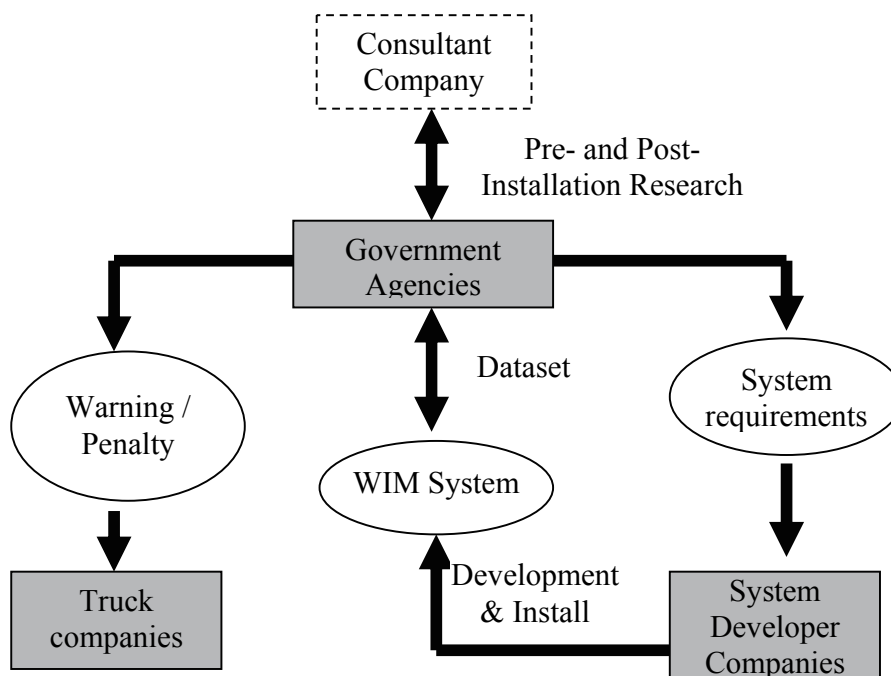 Consultant
Company
Pre- and Post-
Installation Research
Government
Agencies
Warning /
Penalty
Dataset
System
requirements
WIM System
Truck
companies
Development
& Install
System
Developer
Companies